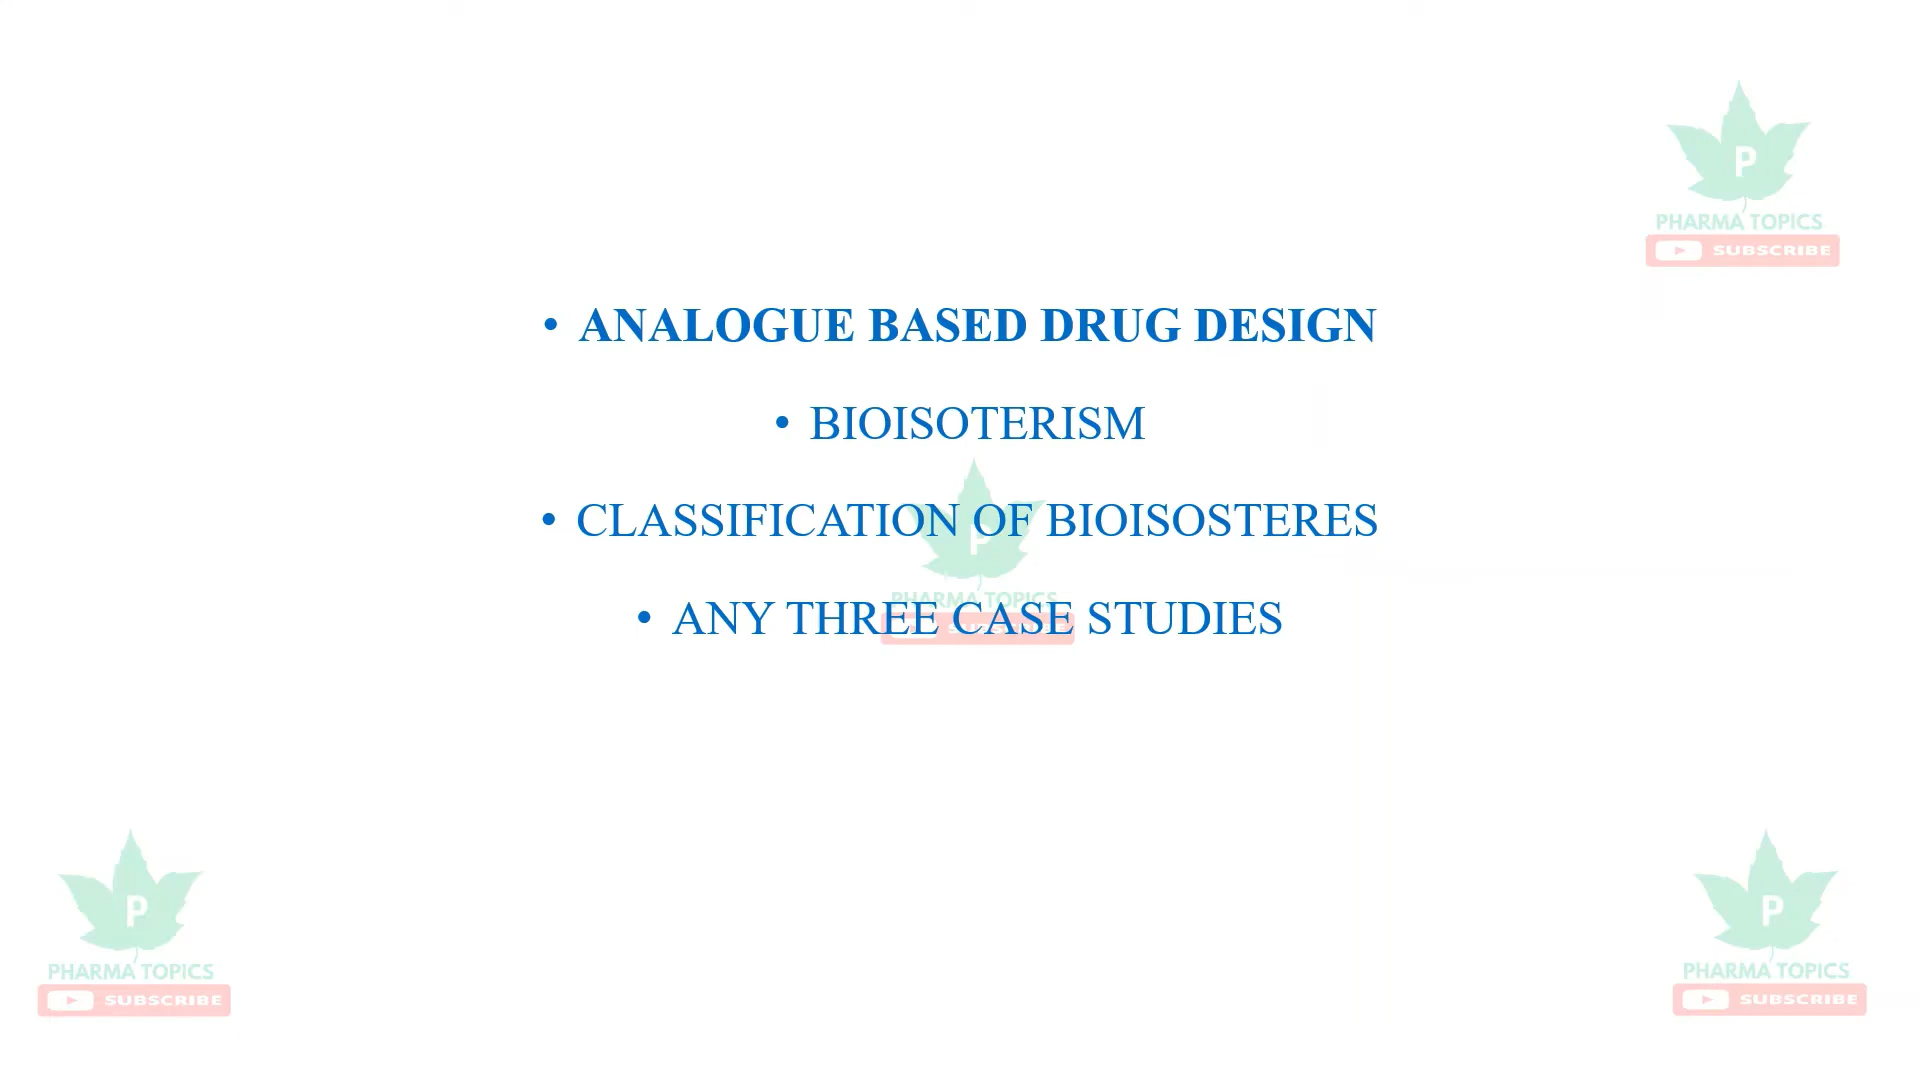 P
PHARMA TOPICS
SUBSCRIBE
• ANALOGUE BASED DRUG DESIGN
• BIOISOTERISM
• CLASSIFICATION OF BIOISOSTERES
P
PHARMA TOPICS
• ANY THREE CASE STUDIES
SUBSCRIBE
P
PHARMA TOPICS
SUBSCRIBE
P
PHARMA TOPICS
SUBSCRIBE